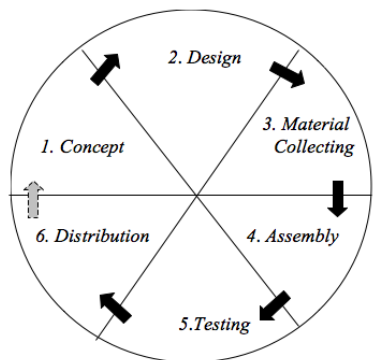 1. Concept
2. Design
3. Material
Collecting
4. Assembly
5.Testing
6. Distribution